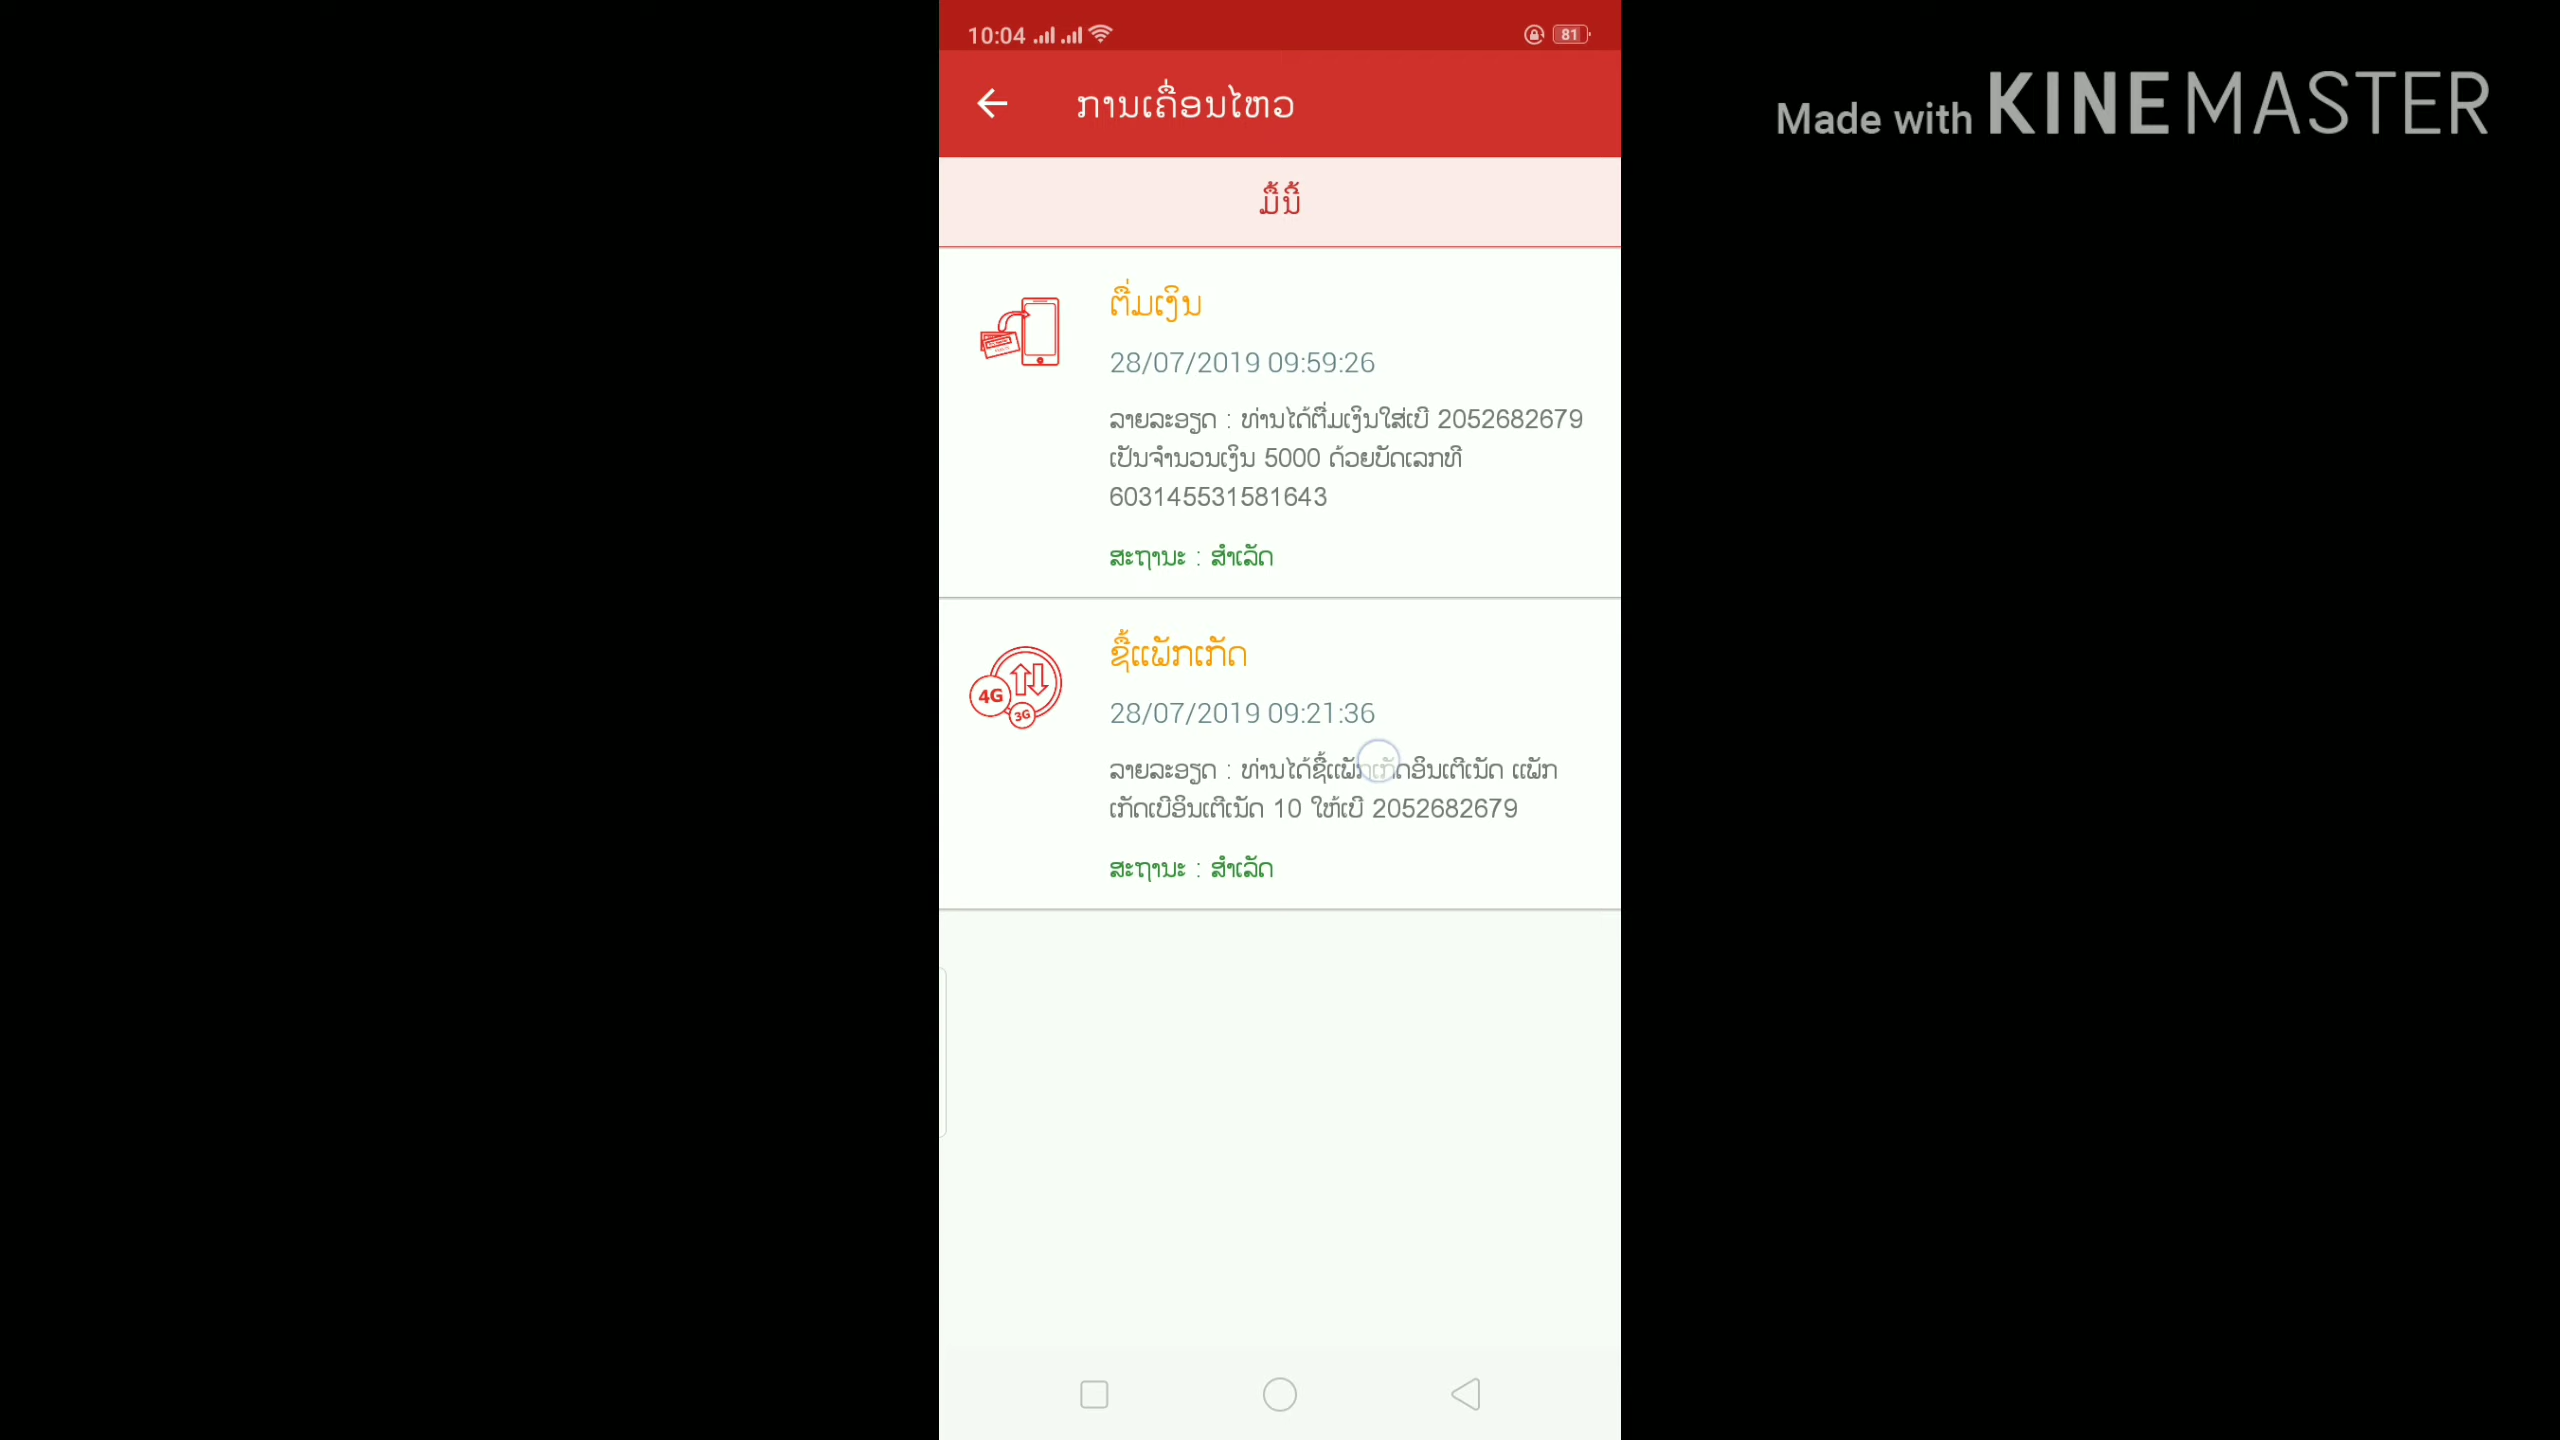 10:04
81
Made with KINEMASTER
ການເຄື່ອນໄຫວ
ມື້ນີ້
ຕື່ມເງິນ
28/07/2019 09:59:26
ລາຍລະອຽດ : ທ່ານໄດ້ຕື່ມເງິນໃສ່ເບີ 2052682679
ເປັນຈຳນວນເງິນ 5000 ດ້ວຍບັດເລກທີ
603145531581643
ສະຖານະ : ສຳເລັດ
ຊື້ແພັກເກັດ
4G
3G
28/07/2019 09:21:36
ລາຍລະອຽດ : ທ່ານໄດ້ຊື້ແພັກເກັດອິນເຕີເນັດ ແພັກ
ເກັດເບີອິນເຕີເນັດ 10 ໃຫ້ເບີ 2052682679
ສະຖານະ : ສຳເລັດ